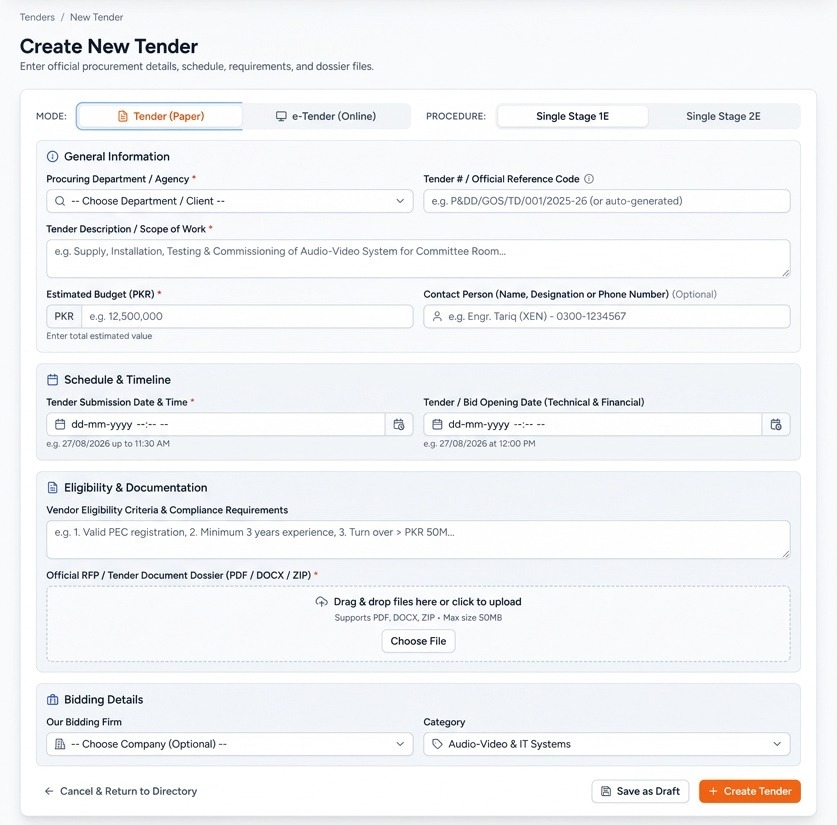 Tenders / New Tender
Create New Tender
Enter official procurement details, schedule, requirements, and dossier files.
MODE: Tender (Paper) e-Tender (Online) PROCEDURE: Single Stage 1E Single Stage 2E
General Information
Procuring Department / Agency * Tender # / Official Reference Code
-- Choose Department / Client -- e.g. P&DD/GOS/TD/001/2025-26 (or auto-generated)
Tender Description / Scope of Work *
e.g. Supply, Installation, Testing & Commissioning of Audio-Video System for Committee Room...
Estimated Budget (PKR) * Contact Person (Name, Designation or Phone Number) (Optional)
PKR e.g. 12,500,000 e.g. Engr. Tariq (XEN) - 0300-1234567
Enter total estimated value
Schedule & Timeline
Tender Submission Date & Time * Tender / Bid Opening Date (Technical & Financial)
dd-mm-yyyy --:-- -- dd-mm-yyyy --:-- --
e.g. 27/08/2026 up to 11:30 AM e.g. 27/08/2026 at 12:00 PM
Eligibility & Documentation
Vendor Eligibility Criteria & Compliance Requirements
e.g. 1. Valid PEC registration, 2. Minimum 3 years experience, 3. Turn over > PKR 50M...
Official RFP / Tender Document Dossier (PDF / DOCX / ZIP) *
Drag & drop files here or click to upload
Supports PDF, DOCX, ZIP • Max size 50MB
Choose File
Bidding Details
Our Bidding Firm Category
-- Choose Company (Optional) -- Audio-Video & IT Systems
← Cancel & Return to Directory Save as Draft + Create Tender